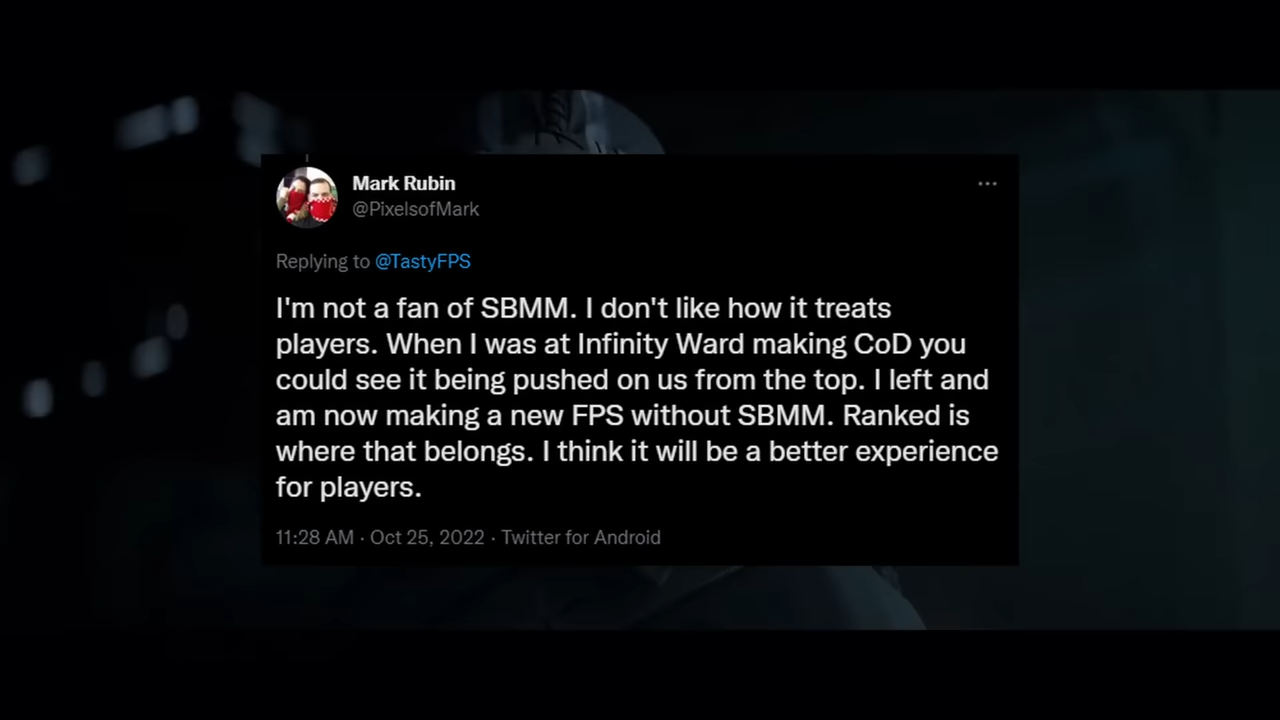 Mark Rubin
@PixelsofMark
Replying to @TastyFPS
I'm not a fan of SBMM. I don't like how it treats
players. When I was at Infinity Ward making CoD you
could see it being pushed on us from the top. I left and
am now making a new FPS without SBMM. Ranked is
where that belongs. I think it will be a better experience
for players.
11:28 AM · Oct 25, 2022 · Twitter for Android